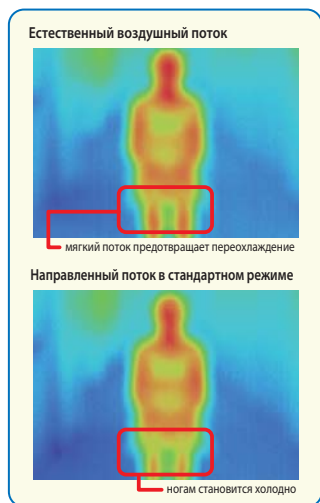 Естественный воздушный поток
мягкий поток предотвращает переохлаждение
Направленный поток в стандартном режиме
ногам становится холодно